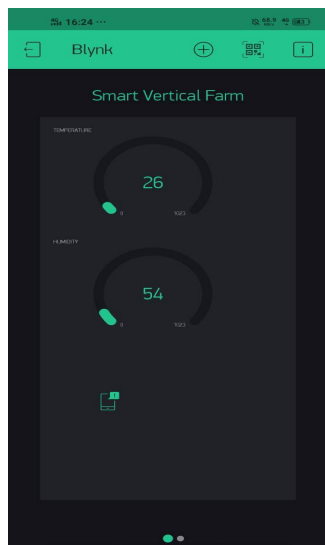 16:24 ...
Blynk
Smart Vertical Farm
TEMPERATURE
26
0 1023
HUMIDITY
54
0 1023